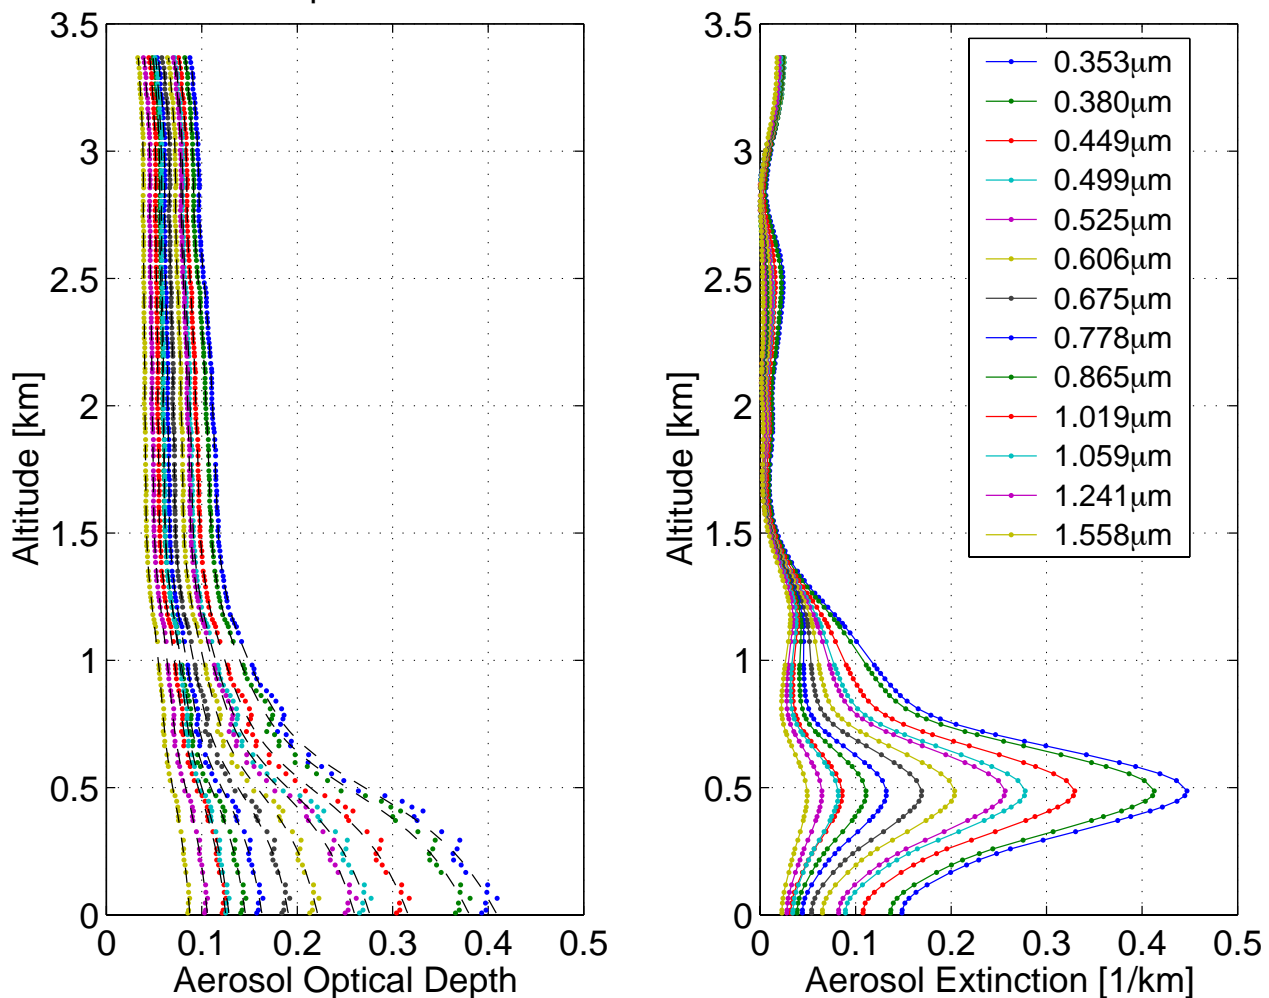 3.5
3
2.5
2
1.5
1
0.5
0
0
0.1
0.2
0.3
0.4
0.5
Altitude [km]
Aerosol Optical Depth
3.5
3
2.5
2
1.5
1
0.5
0
0
0.1
0.2
0.3
0.4
0.5
Altitude [km]
Aerosol Extinction [1/km]
0.353μm
0.380μm
0.449μm
0.499μm
0.525μm
0.606μm
0.675μm
0.778μm
0.865μm
1.019μm
1.059μm
1.241μm
1.558μm